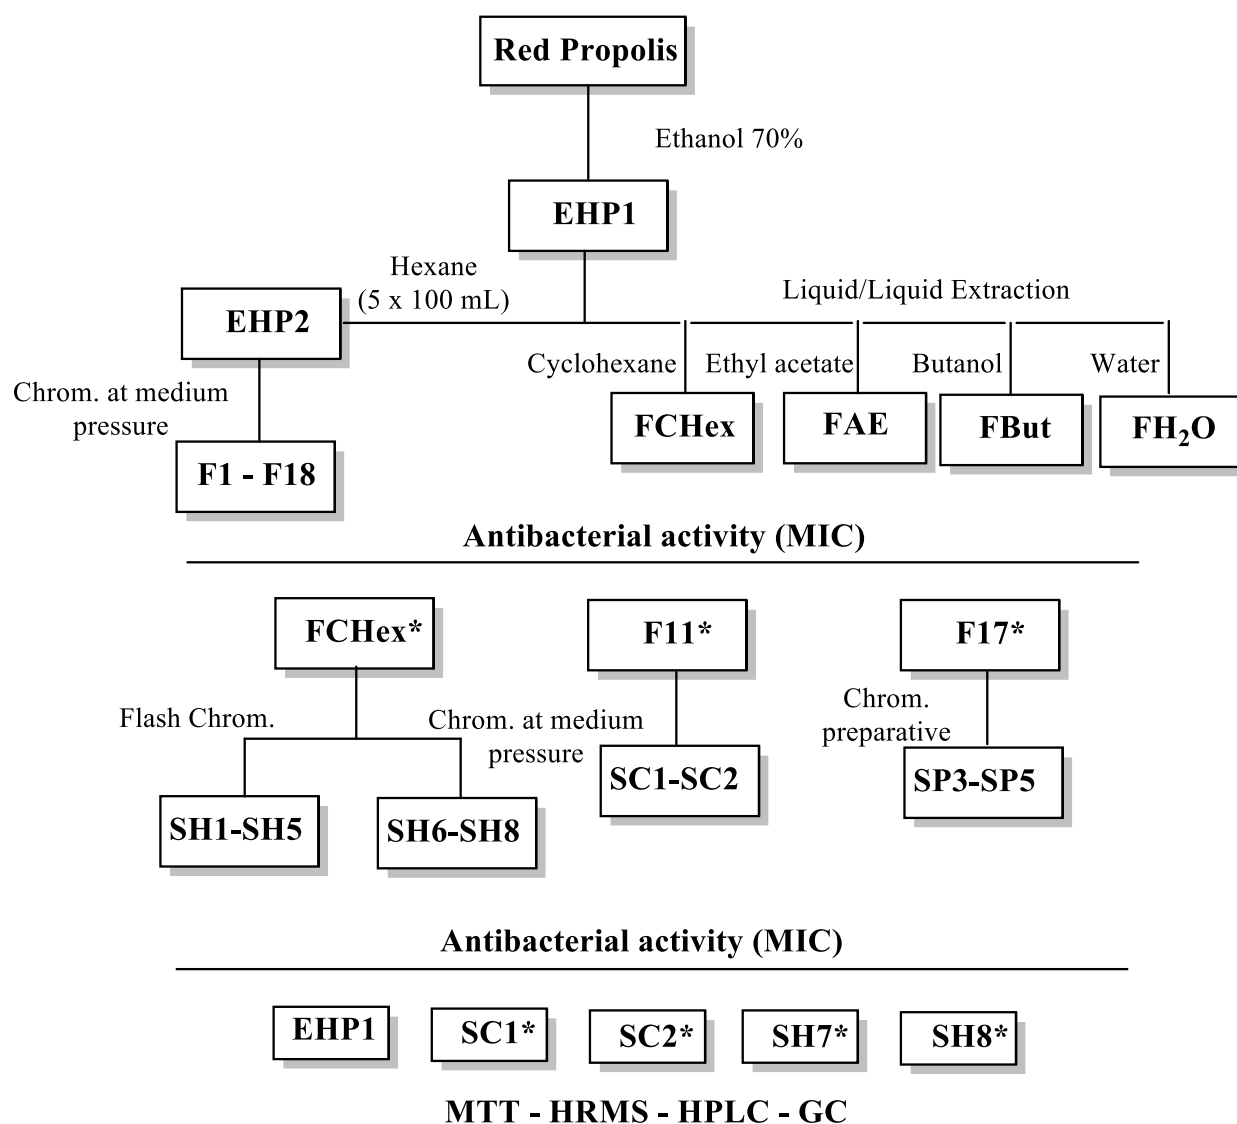 Red Propolis
Ethanol 70%
EHP1
Hexane
(5 x 100 mL)
Liquid/Liquid Extraction
EHP2
Cyclohexane
Ethyl acetate
Butanol
Water
Chrom. at medium
pressure
FCHex
FAE
FBut
FH₂O
F1 - F18
Antibacterial activity (MIC)
FCHex*
F11*
F17*
Flash Chrom.
Chrom. at medium
pressure
Chrom.
preparative
SH1-SH5
SH6-SH8
SC1-SC2
SP3-SP5
Antibacterial activity (MIC)
EHP1
SC1*
SC2*
SH7*
SH8*
MTT - HRMS - HPLC - GC